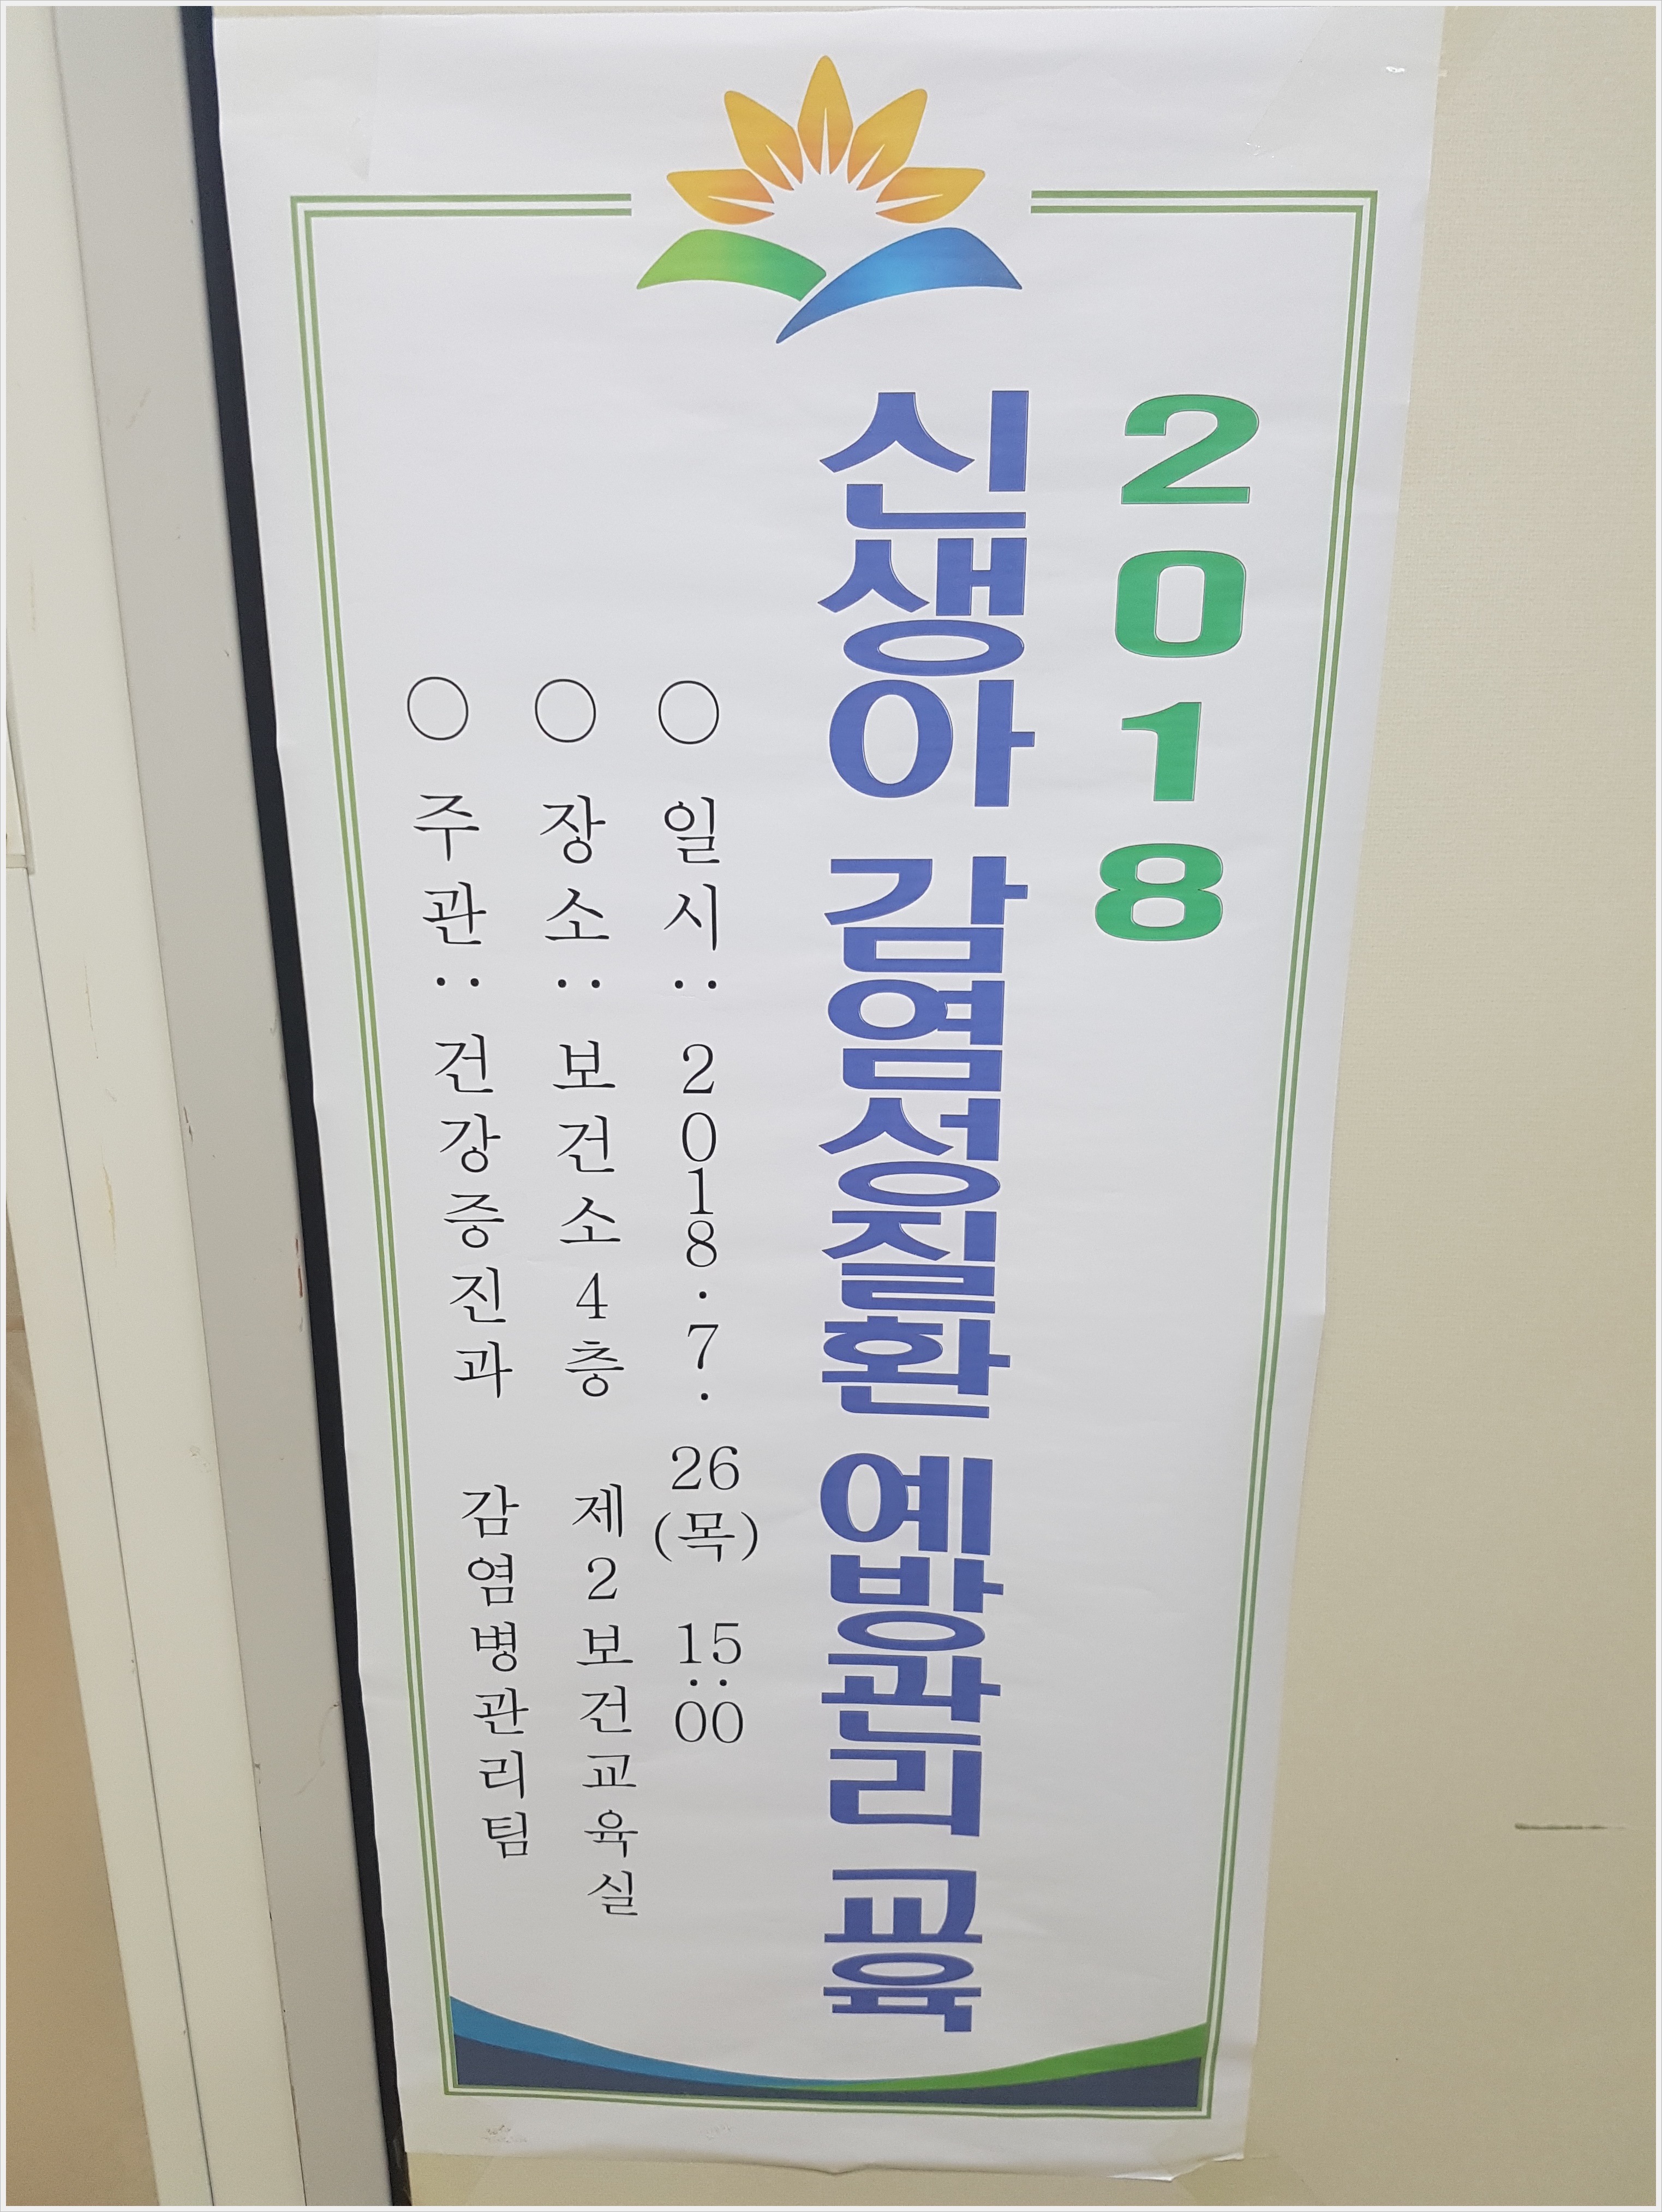 2018
신생아 감염성질환 예방관리 교육
○ 일시: 2018.7. 26(목) 15:00
○ 장소: 보건소4층 제2보건교육실
○ 주관: 건강증진과 감염병관리팀